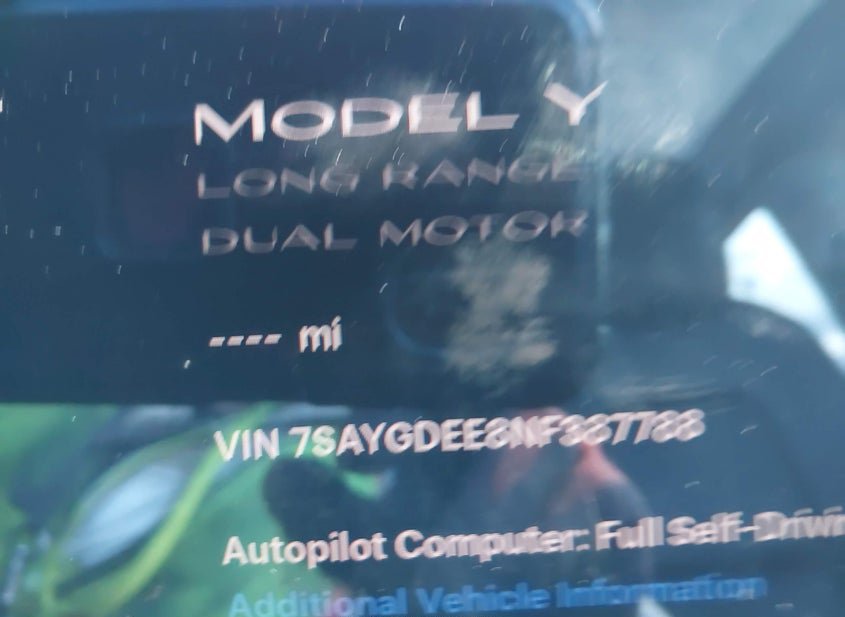 MODEL Y
LONG RANGE
DUAL MOTOR
---- mi
VIN
Autopilot Computer: Full
Additional Vehicle Information